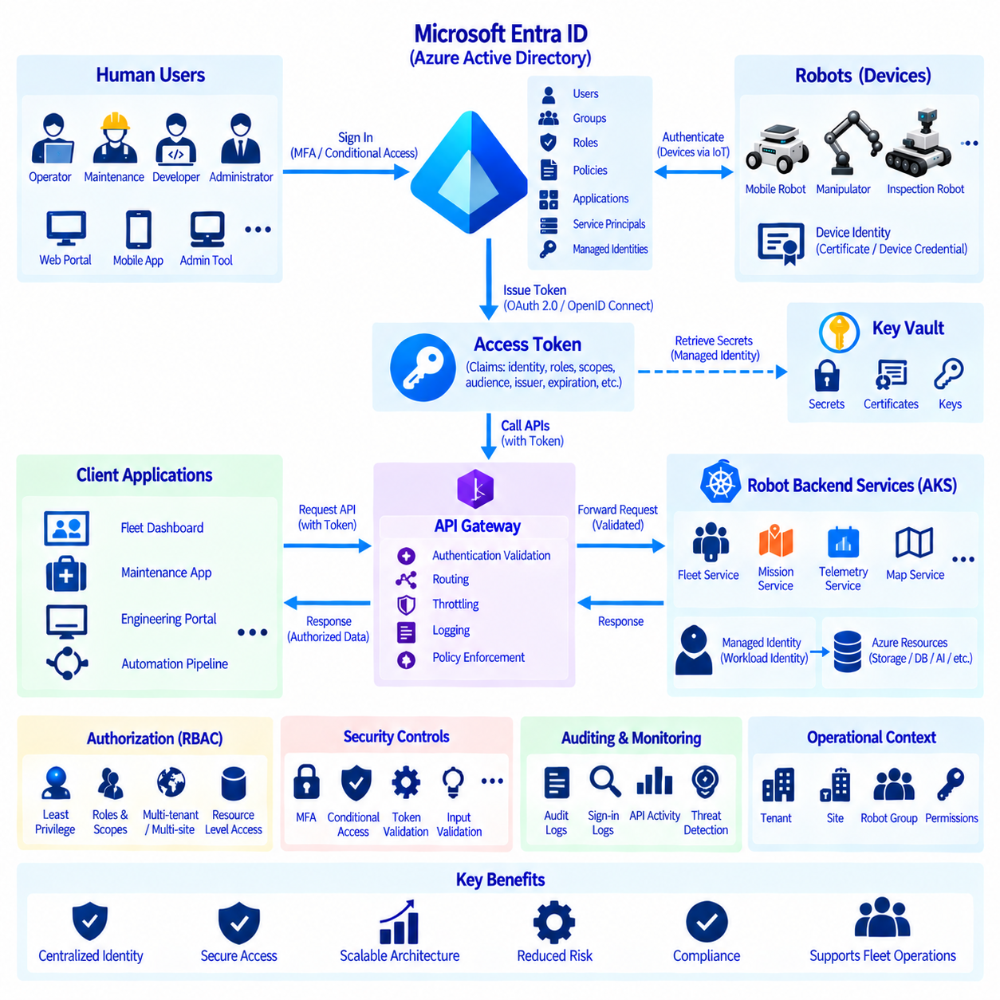 Microsoft Entra ID
(Azure Active Directory)
Human Users
Operator
Maintenance
Developer
Administrator
Web Portal
Mobile App
Admin Tool
Sign In
(MFA / Conditional Access)
Users
Groups
Roles
Policies
Applications
Service Principals
Managed Identities
Authenticate
(Devices via IoT)
Robots (Devices)
Mobile Robot
Manipulator
Inspection Robot
Device Identity
(Certificate / Device Credential)
Issue Token
(OAuth 2.0 / OpenID Connect)
Access Token
(Claims: identity, roles, scopes,
audience, issuer, expiration, etc.)
Retrieve Secrets
(Managed Identity)
Key Vault
Secrets
Certificates
Keys
Call APIs
(with Token)
Client Applications
Fleet Dashboard
Maintenance App
Engineering Portal
Automation Pipeline
Request API
(with Token)
Response
(Authorized Data)
API Gateway
Authentication Validation
Routing
Throttling
Logging
Policy Enforcement
Forward Request
(Validated)
Response
Robot Backend Services (AKS)
Fleet Service
Mission
Service
Telemetry
Service
Map Service
Managed Identity
(Workload Identity)
Azure Resources
(Storage / DB / AI / etc.)
Authorization (RBAC)
Least
Privilege
Roles &
Scopes
Multi-tenant
/ Multi-site
Resource
Level Access
Security Controls
MFA
Conditional
Access
Token
Validation
Input
Validation
Auditing & Monitoring
Audit
Logs
Sign-in
Logs
API Activity
Threat
Detection
Operational Context
Tenant
Site
Robot Group
Permissions
Key Benefits
Centralized Identity
Secure Access
Scalable Architecture
Reduced Risk
Compliance
Supports Fleet Operations